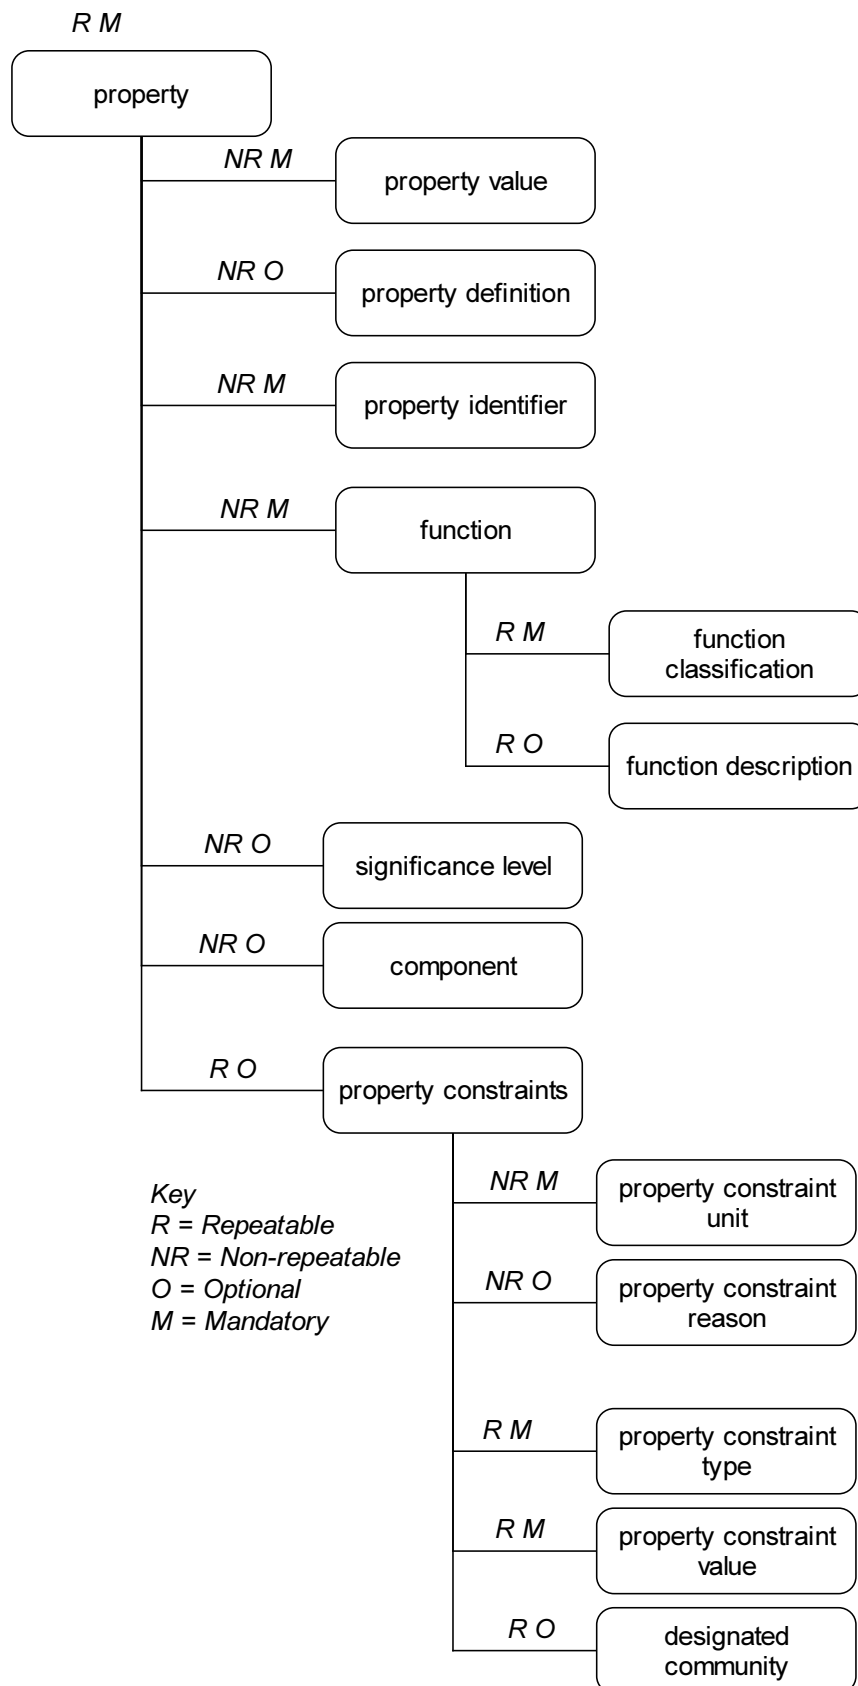 R M
property
NR M
property value
NR O
property definition
NR M
property identifier
NR M
function
R M
function
classification
R O
function description
NR O
significance level
NR O
component
R O
property constraints
Key
R = Repeatable
NR = Non-repeatable
O = Optional
M = Mandatory
NR M
property constraint
unit
NR O
property constraint
reason
R M
property constraint
type
R M
property constraint
value
R O
designated
community